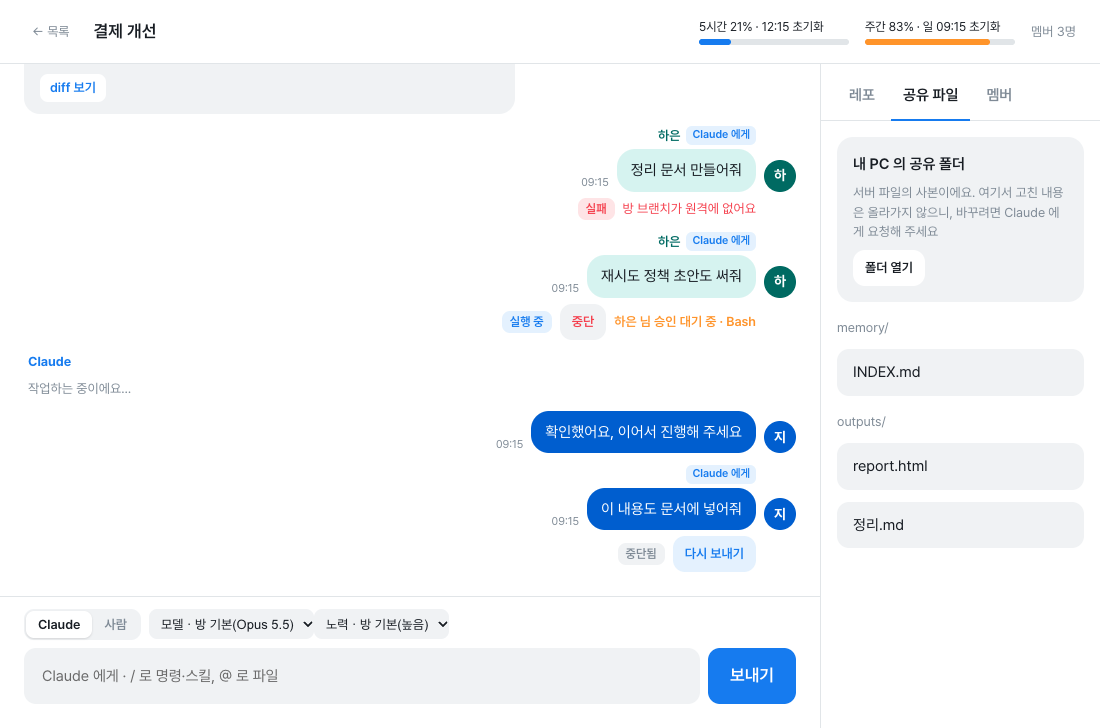 ← 목록
결제 개선
5시간 21% · 12:15 초기화
주간 83% · 일 09:15 초기화
멤버 3명
diff 보기
하은 Claude 에게
09:15 정리 문서 만들어줘 하
실패 방 브랜치가 원격에 없어요
하은 Claude 에게
09:15 재시도 정책 초안도 써줘 하
실행 중 중단 하은 님 승인 대기 중 · Bash
Claude
작업하는 중이에요…
09:15 확인했어요, 이어서 진행해 주세요 지
Claude 에게
09:15 이 내용도 문서에 넣어줘 지
중단됨 다시 보내기
Claude 사람 모델 · 방 기본(Opus 5.5) 노력 · 방 기본(높음)
Claude 에게 · / 로 명령·스킬, @ 로 파일
보내기
레포 공유 파일 멤버
내 PC 의 공유 폴더
서버 파일의 사본이에요. 여기서 고친 내용
은 올라가지 않으니, 바꾸려면 Claude 에
게 요청해 주세요
폴더 열기
memory/
INDEX.md
outputs/
report.html
정리.md